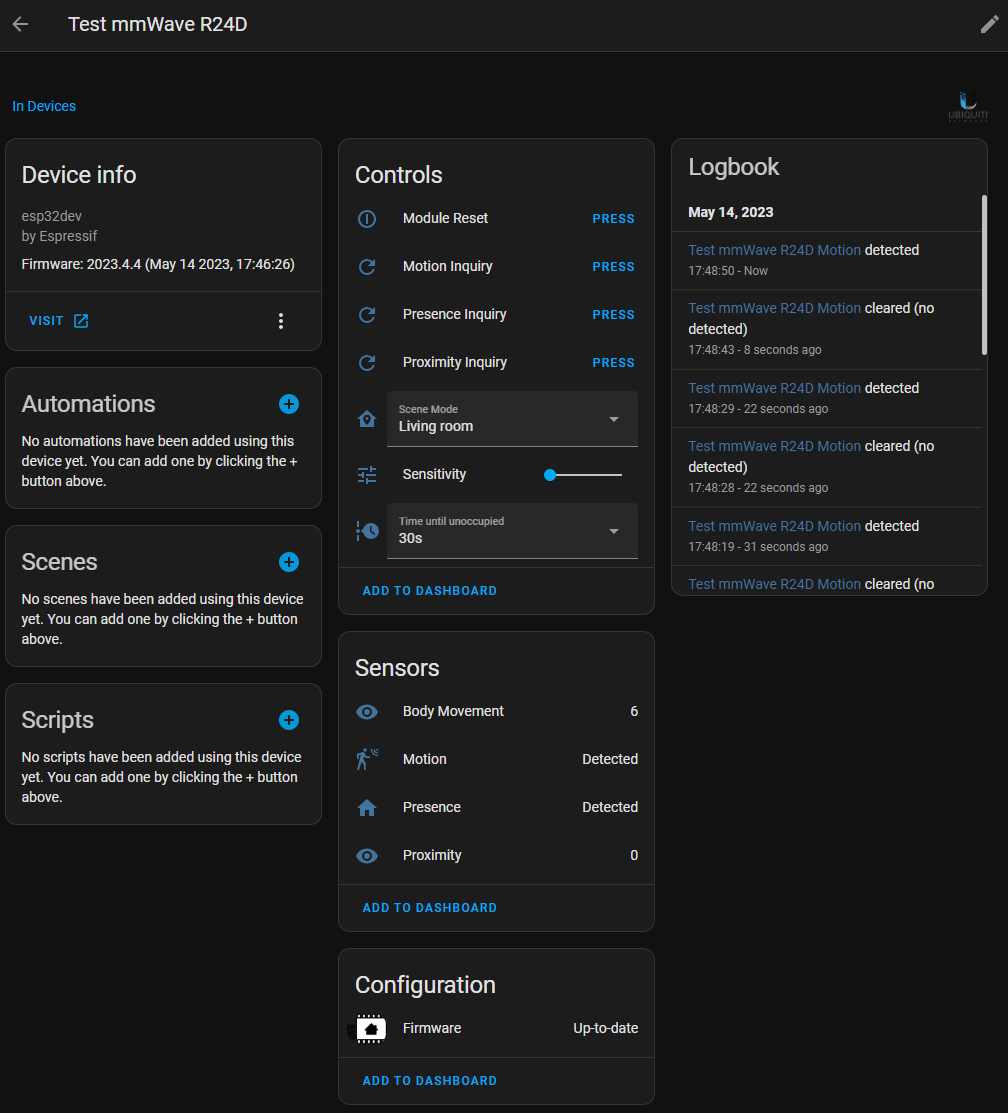 Test mmWave R24D
In Devices
UBIQUITI
Device info
esp32dev
by Espressif
Firmware: 2023.4.4 (May 14 2023, 17:46:26)
VISIT
Automations
No automations have been added using this
device yet. You can add one by clicking the +
button above.
Scenes
No scenes have been added using this device
yet. You can add one by clicking the + button
above.
Scripts
No scripts have been added using this device
yet. You can add one by clicking the + button
above.
Controls
Module Reset PRESS
Motion Inquiry PRESS
Presence Inquiry PRESS
Proximity Inquiry PRESS
Scene Mode
Living room
Sensitivity
Time until unoccupied
30s
ADD TO DASHBOARD
Sensors
Body Movement 6
Motion Detected
Presence Detected
Proximity 0
ADD TO DASHBOARD
Configuration
Firmware Up-to-date
ADD TO DASHBOARD
Logbook
May 14, 2023
Test mmWave R24D Motion detected
17:48:50 - Now
Test mmWave R24D Motion cleared (no
detected)
17:48:43 - 8 seconds ago
Test mmWave R24D Motion detected
17:48:29 - 22 seconds ago
Test mmWave R24D Motion cleared (no
detected)
17:48:28 - 22 seconds ago
Test mmWave R24D Motion detected
17:48:19 - 31 seconds ago
Test mmWave R24D Motion cleared (no